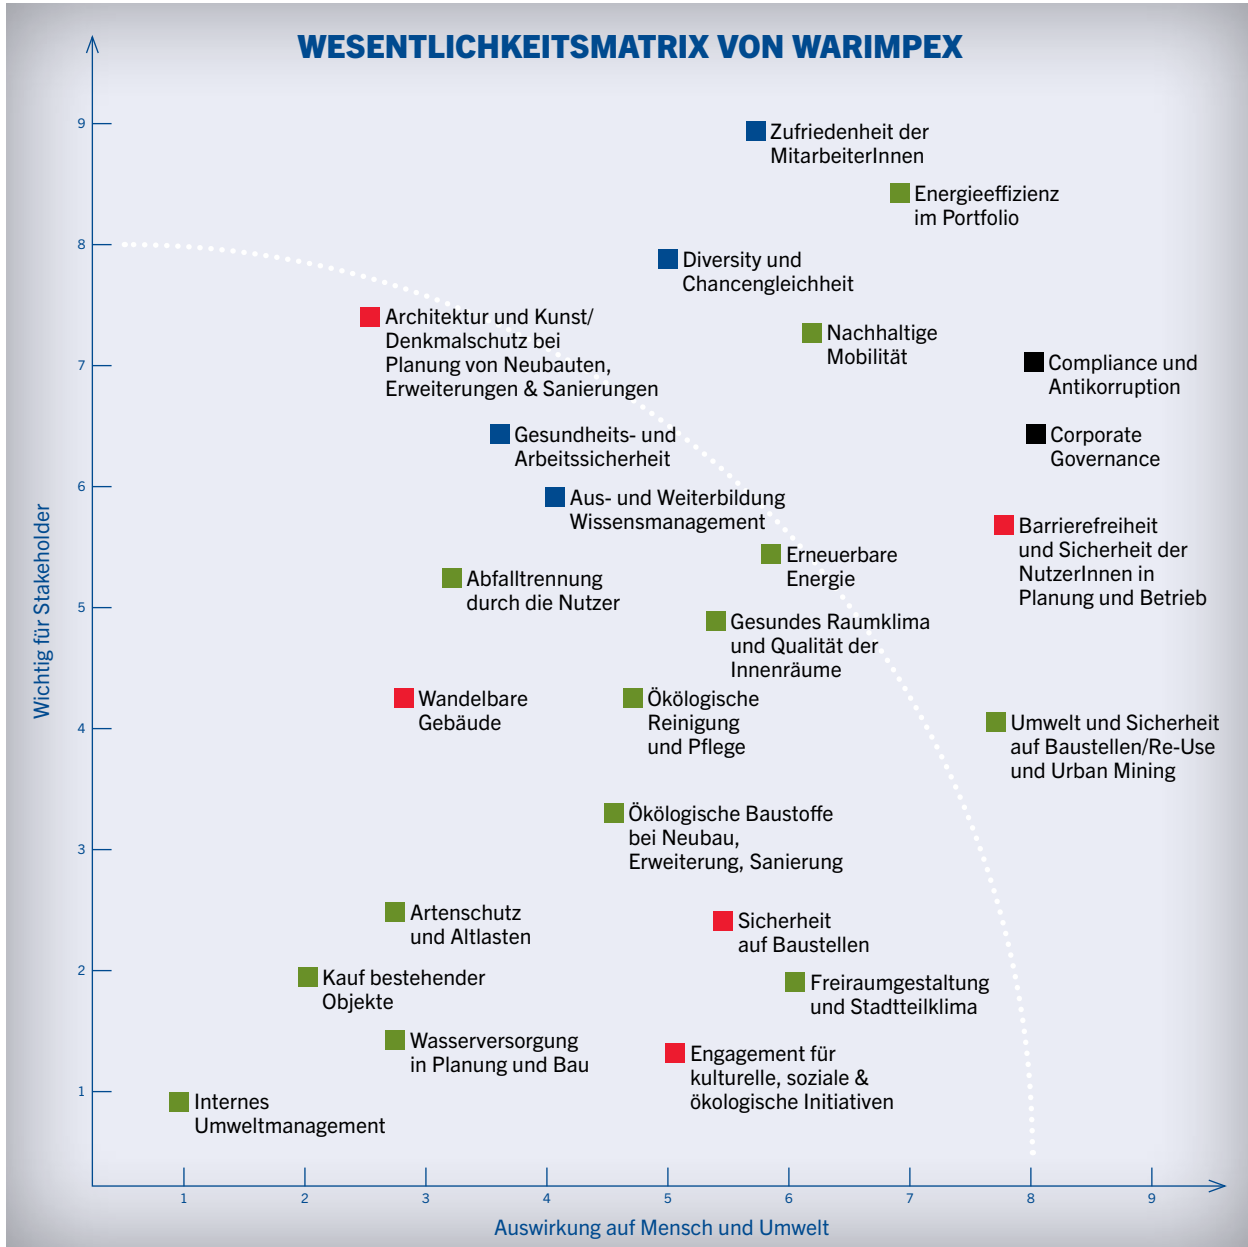 WESENTLICHKEITSMATRIX VON WARIMPEX
9
8
7
6
5
4
3
2
1
Wichtig für Stakeholder
Zufriedenheit der
MitarbeiterInnen
Energieeffizienz
im Portfolio
Diversity und
Chancengleichheit
Architektur und Kunst/
Denkmalschutz bei
Planung von Neubauten,
Erweiterungen & Sanierungen
Nachhaltige
Mobilität
Compliance und
Antikorruption
Gesundheits- und
Arbeitssicherheit
Corporate
Governance
Aus- und Weiterbildung
Wissensmanagement
Barrierefreiheit
und Sicherheit der
NutzerInnen in
Planung und Betrieb
Erneuerbare
Energie
Abfalltrennung
durch die Nutzer
Gesundes Raumklima
und Qualität der
Innenräume
Wandelbare
Gebäude
Ökölogische
Reinigung
und Pflege
Umwelt und Sicherheit
auf Baustellen/Re-Use
und Urban Mining
Ökölogische Baustoffe
bei Neubau,
Erweiterung, Sanierung
Artenschutz
und Altlasten
Sicherheit
auf Baustellen
Kauf bestehender
Objekte
Freiraumgestaltung
und Stadtteilklima
Wasserversorgung
in Planung und Bau
Engagement für
kulturelle, soziale &
ökologische Initiativen
Internes
Umweltmanagement
1 2 3 4 5 6 7 8 9
Auswirkung auf Mensch und Umwelt